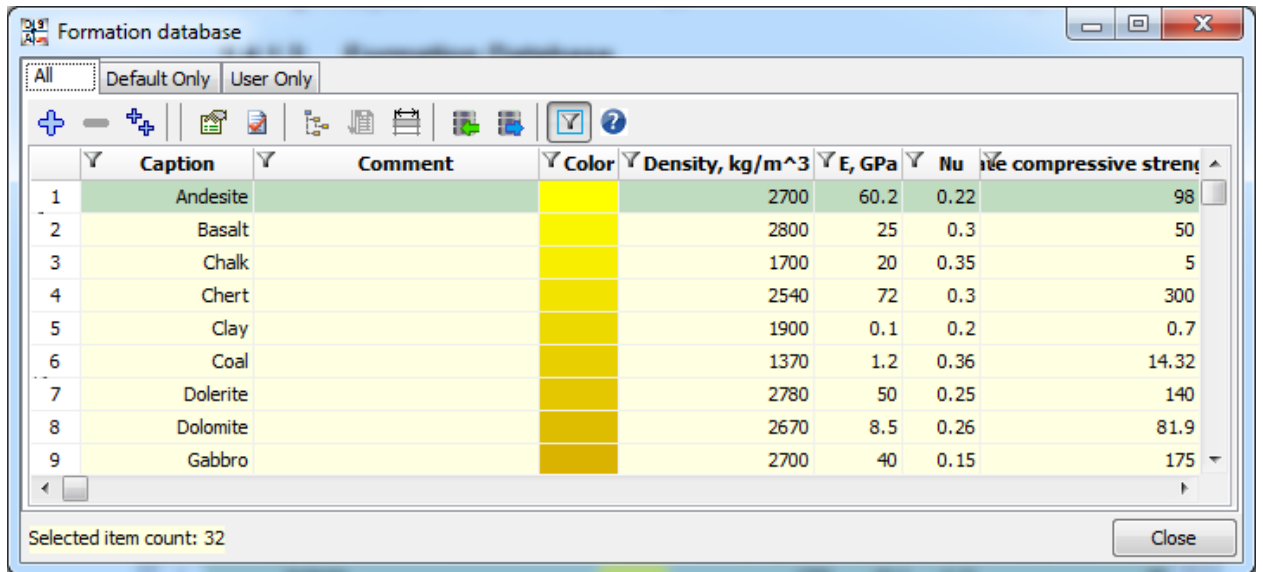 Formation database
All Default Only User Only
Caption Comment Color Density, kg/m^3 E, GPa Nu compressive
1 Andesite 2700 60.2 0.22 98
2 Basalt 2800 25 0.3 50
3 Chalk 1700 20 0.35 5
4 Chert 2540 72 0.3 300
5 Clay 1900 0.1 0.2 0.7
6 Coal 1370 1.2 0.36 14.32
7 Dolerite 2780 50 0.25 140
8 Dolomite 2670 8.5 0.26 81.9
9 Gabbro 2700 40 0.15 175
Selected item count: 32 Close